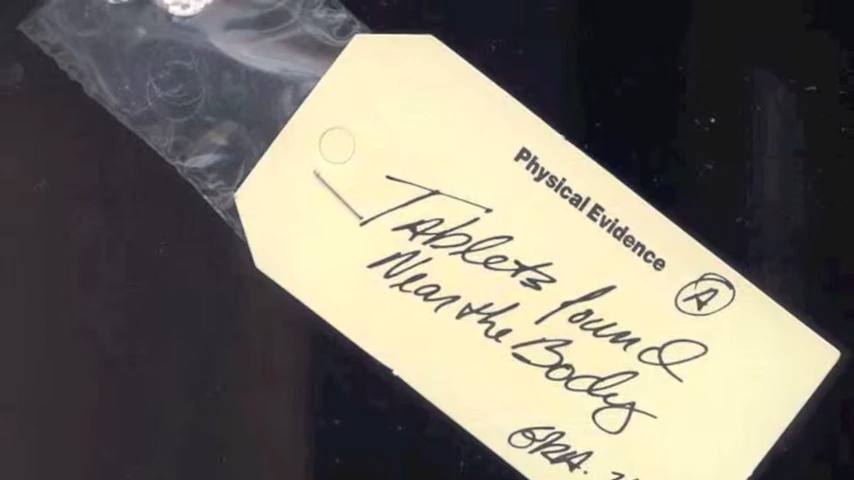 Physical Evidence
A
Tablets found
Near the Body